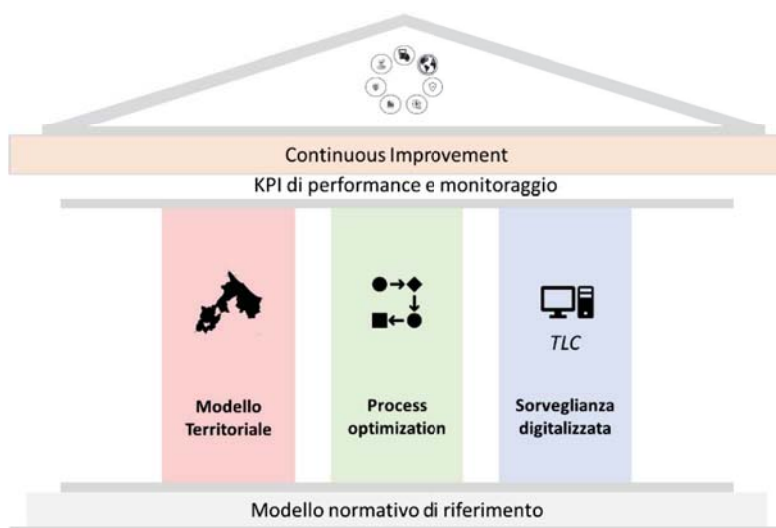 Continuous Improvement
KPI di performance e monitoraggio
TLC
Modello
Territoriale
Process
optimization
Sorveglianza
digitalizzata
Modello normativo di riferimento